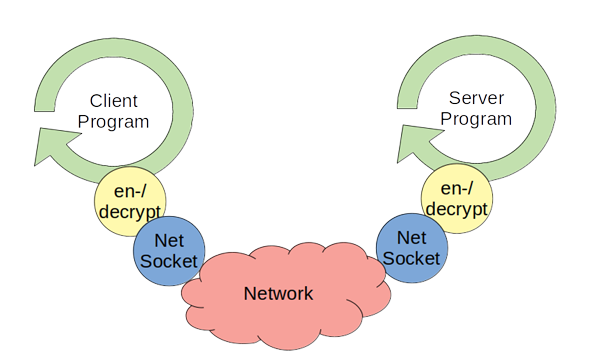 Client
Program
en-/
decrypt
Net
Socket
Network
Server
Program
en-/
decrypt
Net
Socket